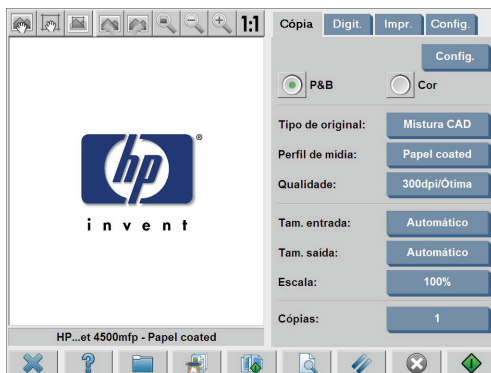 1:1
Cópia Digit. Impr. Config.
Config.
P&B Cor
Tipo de original: Mistura CAD
Perfil de mídia: Papel coated
Qualidade: 300dpi/Ótima
Tam. entrada: Automático
Tam. saída: Automático
Escala: 100%
Cópias: 1
hp ®
invent
HP...et 4500mfp - Papel coated
?